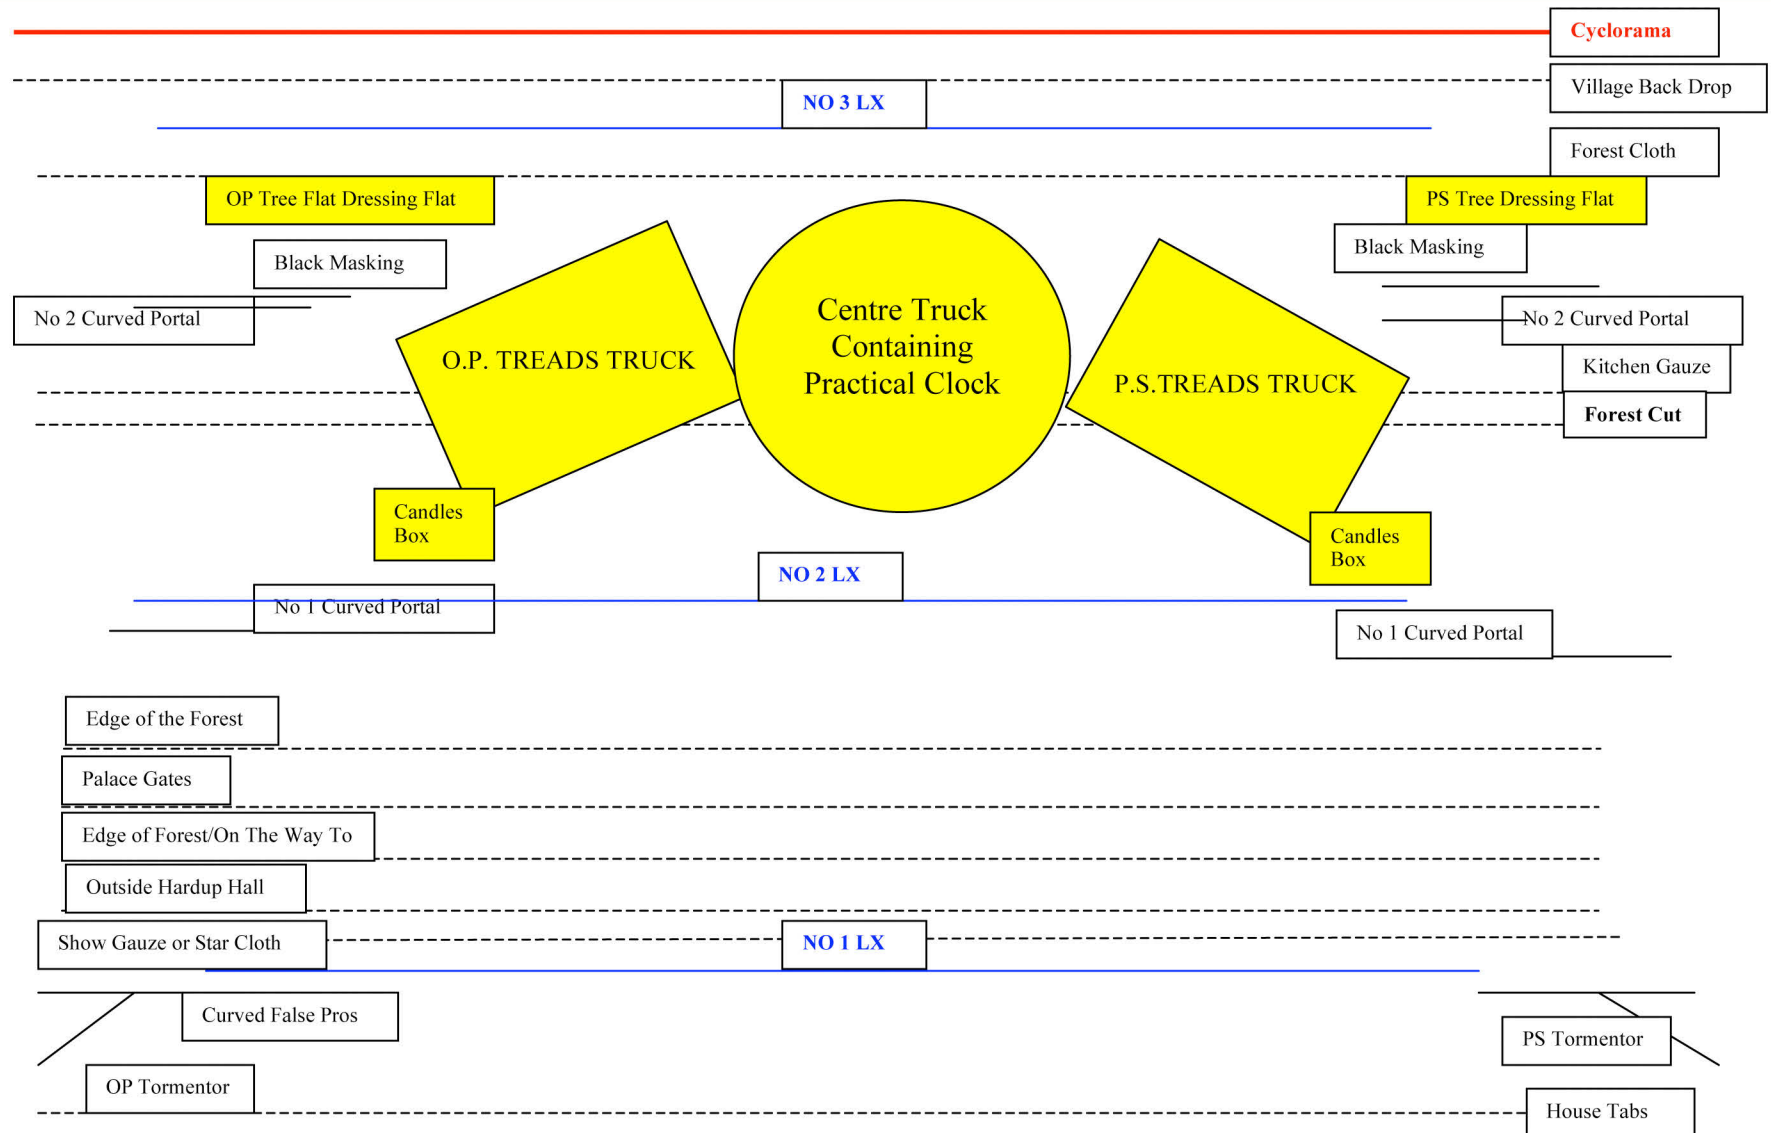 Cyclorama
Village Back Drop
NO 3 LX
Forest Cloth
OP Tree Flat Dressing Flat
PS Tree Dressing Flat
Black Masking
Black Masking
No 2 Curved Portal
No 2 Curved Portal
Centre Truck
Containing
Practical Clock
O.P. TREADS TRUCK
P.S.TREADS TRUCK
Kitchen Gauze
Forest Cut
Candles
Box
Candles
Box
NO 2 LX
No 1 Curved Portal
No 1 Curved Portal
Edge of the Forest
Palace Gates
Edge of Forest/On The Way To
Outside Hardup Hall
Show Gauze or Star Cloth
NO 1 LX
Curved False Pros
PS Tormentor
OP Tormentor
House Tabs